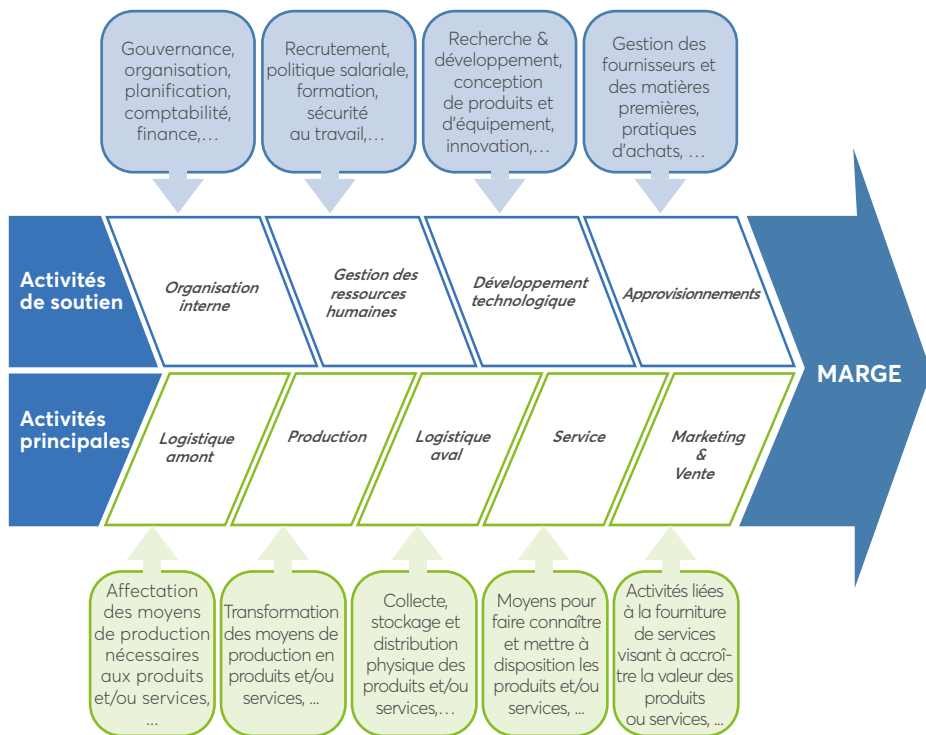 Gouvernance,
organisation,
planification,
comptabilité,
finance,…
Recrutement,
politique salariale,
formation,
sécurité
au travail,…
Recherche &
développement,
conception
de produits et
d'équipement,
innovation,…
Gestion des
fournisseurs et
des matières
premières,
pratiques
d'achats, …
Activités
de soutien
Organisation
interne
Gestion des
ressources
humaines
Développement
technologique
Approvisionnements
MARGE
Activités
principales
Logistique
amont
Production
Logistique
aval
Service
Marketing
&
Vente
Affectation
des moyens
de production
nécessaires
aux produits
et/ou services,
...
Transformation
des moyens de
production en
produits et/ou
services, ...
Collecte,
stockage et
distribution
physique des
produits et/ou
services,…
Moyens pour
faire connaître
et mettre à
disposition les
produits et/ou
services, ...
Activités liées
à la fourniture
de services
visant à accroî-
tre la valeur des
produits
ou services, ...